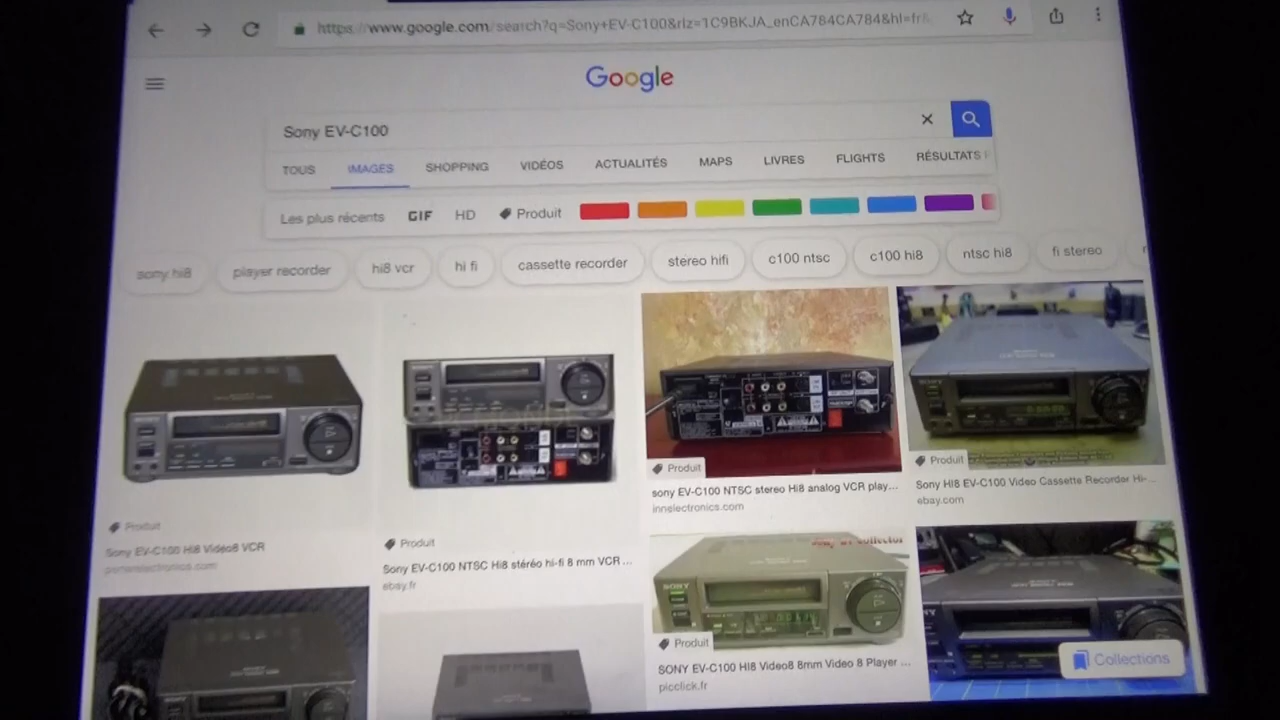 https://www.google.com/search?q=Sony+EV-C100&rlz=1C9BKJA_enCA784CA784&hl=fr&
Google
Sony EV-C100
TOUS IMAGES SHOPPING VIDÉOS ACTUALITÉS MAPS LIVRES FLIGHTS RÉSULTATS
Les plus récents GIF HD Produit
sony hi8 player recorder hi8 vcr hi fi cassette recorder stereo hifi c100 ntsc c100 hi8 ntsc hi8 fi stereo
Produit
Sony EV-C100 Hi8 Video8 VCR
Produit
Sony EV-C100 NTSC Hi8 stéréo hi-fi 8 mm VCR ...
ebay.fr
Produit
sony EV-C100 NTSC stereo Hi8 analog VCR play...
innelectronics.com
SONY
Produit
Sony HI8 EV-C100 Video Cassette Recorder Hi-...
ebay.com
SONY
Produit
SONY EV-C100 HI8 Video8 8mm Video 8 Player ...
picclick.fr
Collections